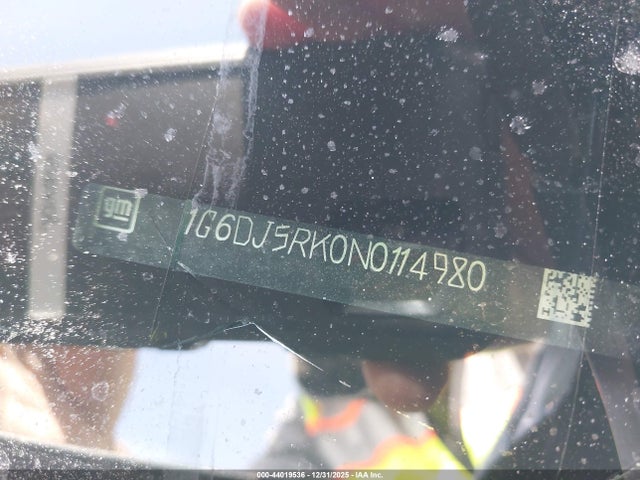 gm
1G6DJ5RK0N0114980
000-44019536 - 12/31/2025 - IAA Inc.